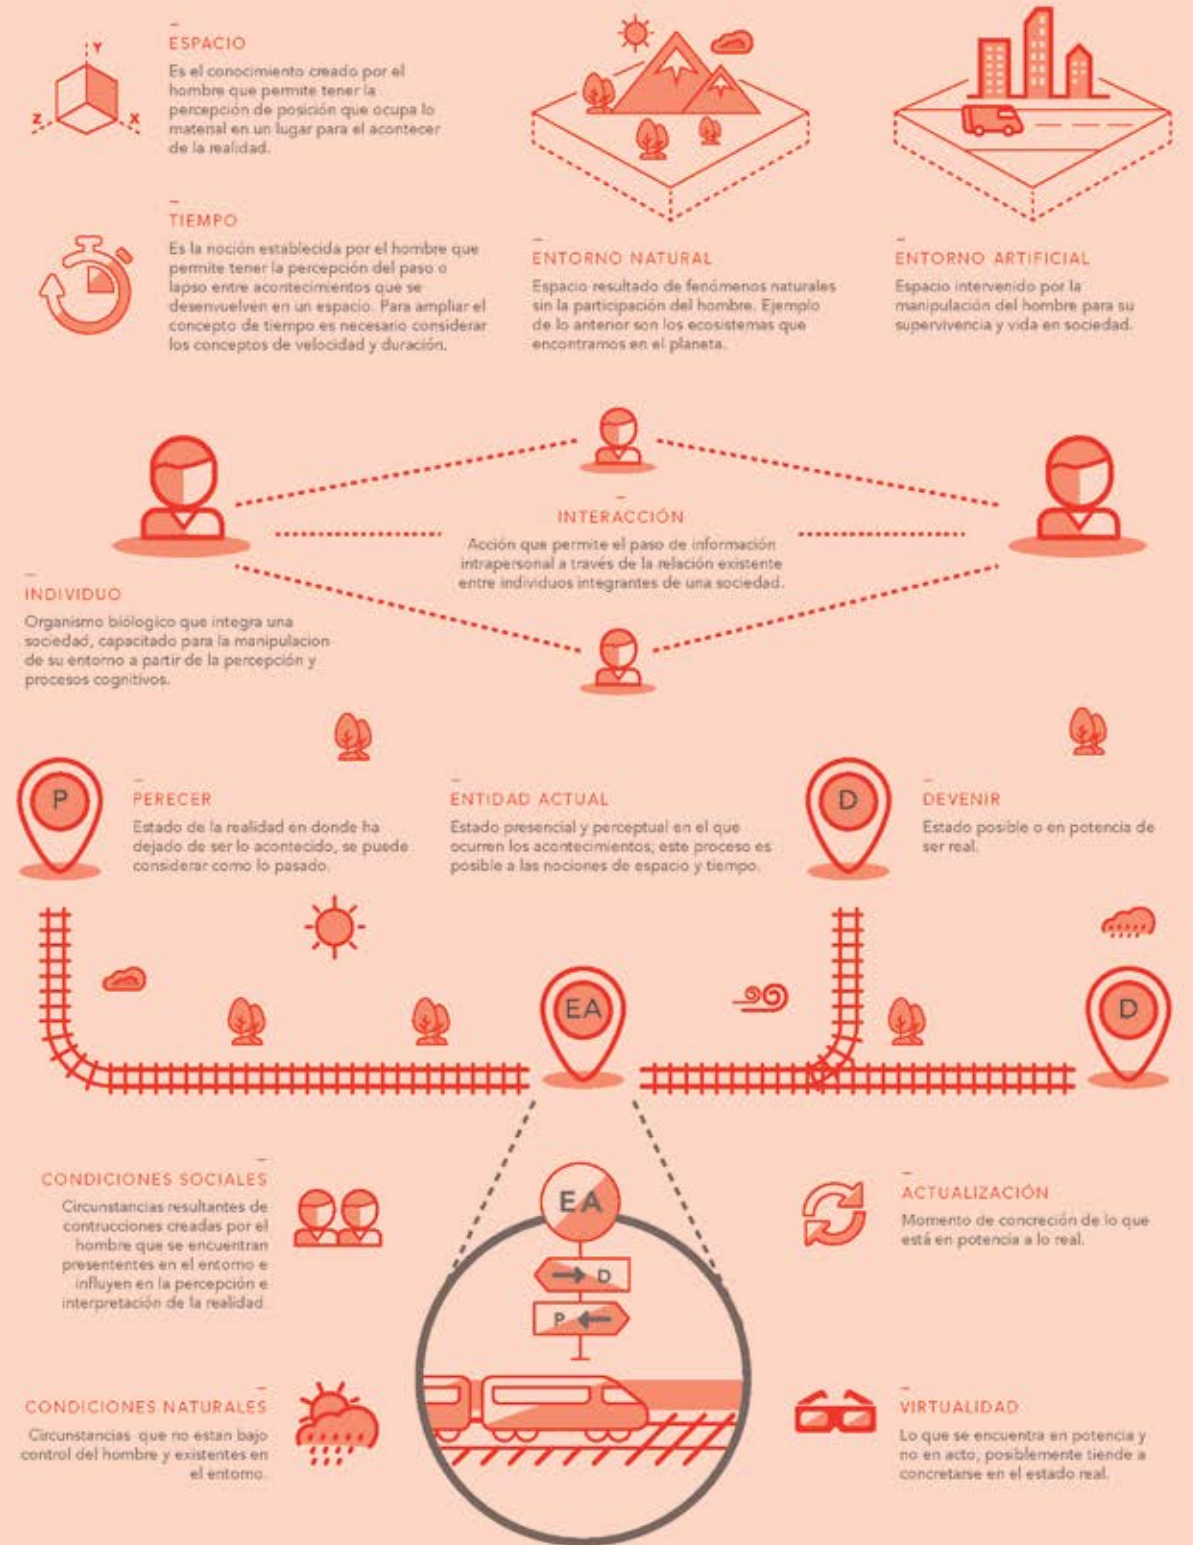 Y
Z
X
ESPACIO
Es el conocimiento creado por el
hombre que permite tener la
percepción de posición que ocupa lo
material en un lugar para el acontecer
de la realidad.
TIEMPO
Es la noción establecida por el hombre que
permite tener la percepción del paso o
lapso entre acontecimientos que se
desenvuelven en un espacio. Para ampliar el
concepto de tiempo es necesario considerar
los conceptos de velocidad y duración.
ENTORNO NATURAL
Espacio resultado de fenómenos naturales
sin la participación del hombre. Ejemplo
de lo anterior son los ecosistemas que
encontramos en el planeta.
ENTORNO ARTIFICIAL
Espacio intervenido por la
manipulación del hombre para su
supervivencia y vida en sociedad.
INTERACCIÓN
Acción que permite el paso de información
intrapersonal a través de la relación existente
entre individuos integrantes de una sociedad.
INDIVIDUO
Organismo biólogico que integra una
sociedad, capacitado para la manipulacion
de su entorno a partir de la percepción y
procesos cognitivos.
P
PERECER
Estado de la realidad en donde ha
dejado de ser lo acontecido, se puede
considerar como lo pasado.
ENTIDAD ACTUAL
Estado presencial y perceptual en el que
ocurren los acontecimientos; este proceso es
posible a las nociones de espacio y tiempo.
D
DEVENIR
Estado posible o en potencia de
ser real.
EA
D
CONDICIONES SOCIALES
Circunstancias resultantes de
contrucciones creadas por el
hombre que se encuentran
presententes en el entorno e
influyen en la percepción e
interpretación de la realidad.
EA
D
P
ACTUALIZACIÓN
Momento de concreción de lo que
está en potencia a lo real.
CONDICIONES NATURALES
Circunstancias que no estan bajo
control del hombre y existentes en
el entorno.
VIRTUALIDAD
Lo que se encuentra en potencia y
no en acto, posiblemente tiende a
concretarse en el estado real.